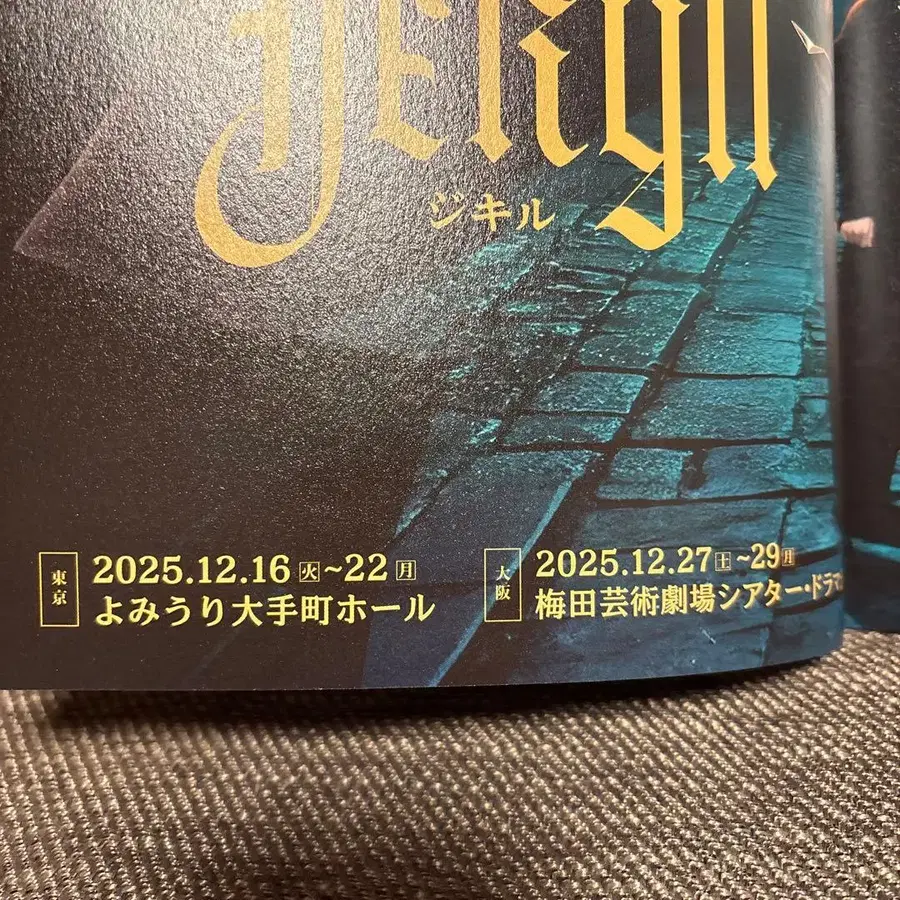 Jekyll
ジキル
東京
2025.12.16 火 ~22 月
よみうり大手町ホール
大阪
2025.12.27 土 ~29 月
梅田芸術劇場シアター・ドラマ